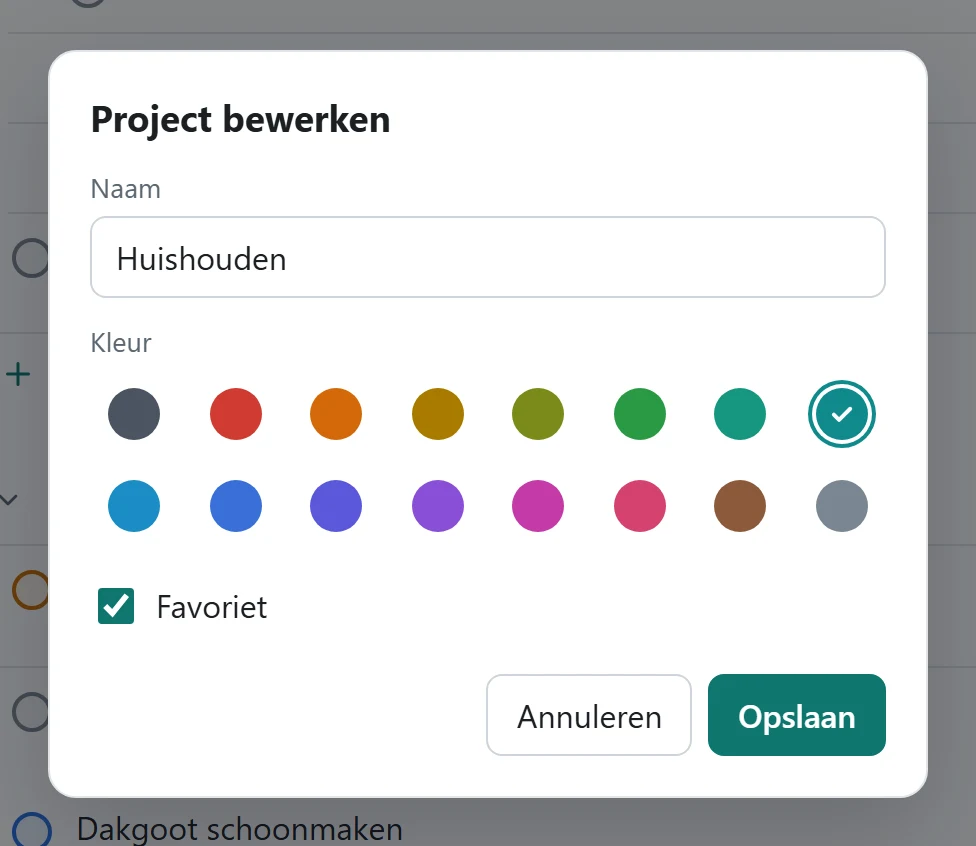 Project bewerken
Naam
Huishouden
Kleur
Favoriet
Annuleren
Opslaan
Dakgoot schoonmaken